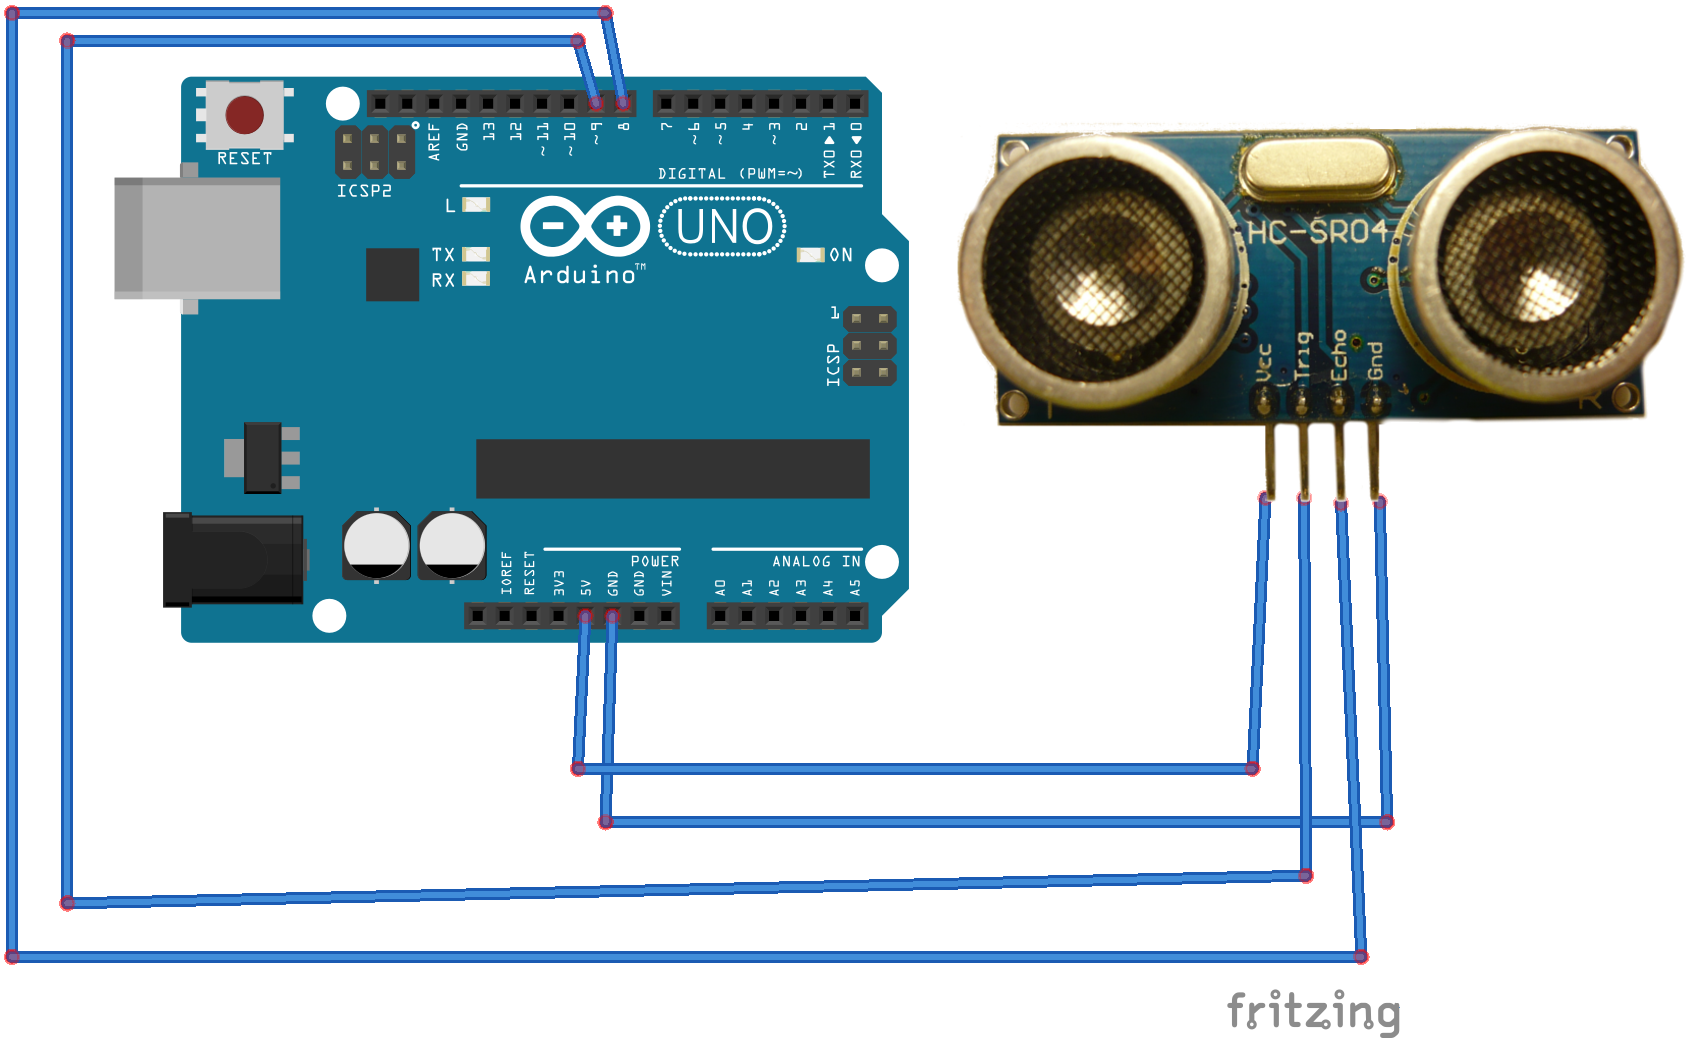 RESET
ICSP2
AREF
GND
13
12
~11
~10
~9
8
7
~6
~5
4
~3
2
TX0▶1
RX0◀0
DIGITAL (PWM=~)
L
TX
RX
Arduino™
UNO
ON
1
ICSP
IOREF
RESET
3V3
5V
GND
GND
VIN
POWER
A0
A1
A2
A3
A4
A5
ANALOG IN
HC-SR04
Vcc
Trig
Echo
Gnd
T
R
fritzing